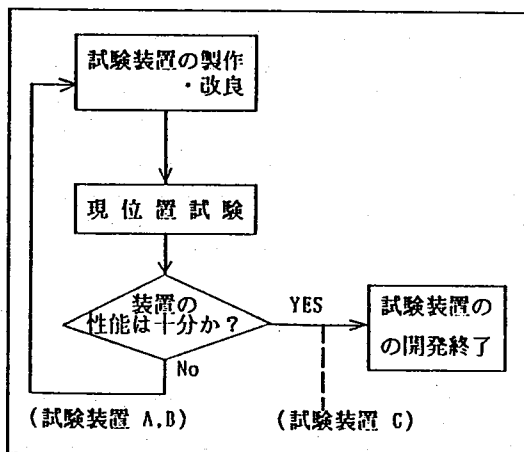 試験装置の製作
・改良
現位置試験
装置の
性能は十分か？
YES
試験装置の
の開発終了
No
(試験装置 A,B)
(試験装置 C)